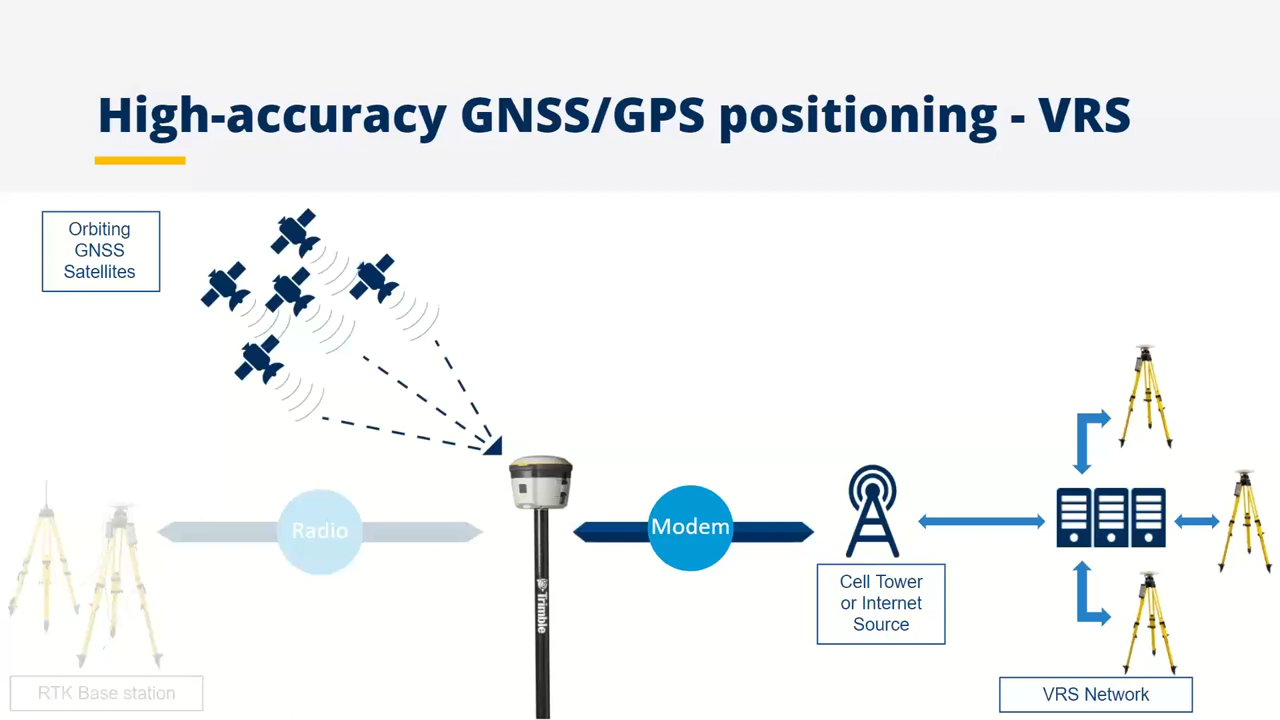 High-accuracy GNSS/GPS positioning - VRS
Orbiting
GNSS
Satellites
Radio
Modem
Trimble
Cell Tower
or Internet
Source
RTK Base station
VRS Network